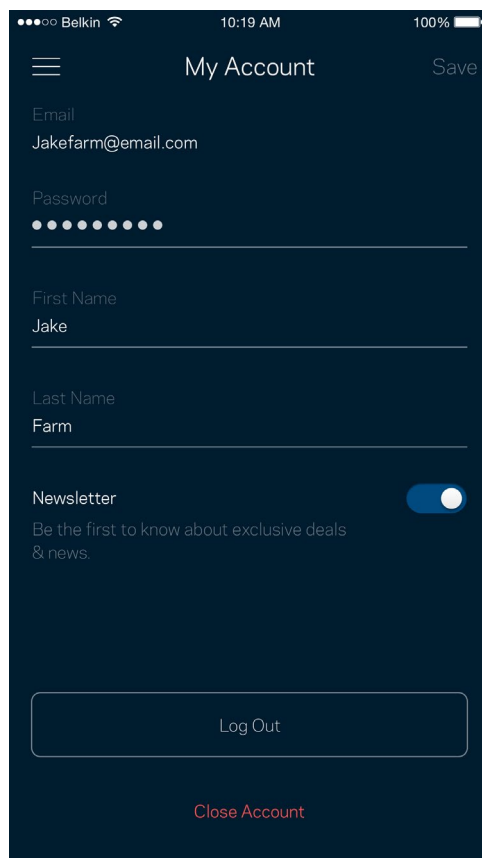 Belkin 10:19 AM 100%
My Account Save
Email
Jakefarm@email.com
Password
First Name
Jake
Last Name
Farm
Newsletter
Be the first to know about exclusive deals
& news.
Log Out
Close Account